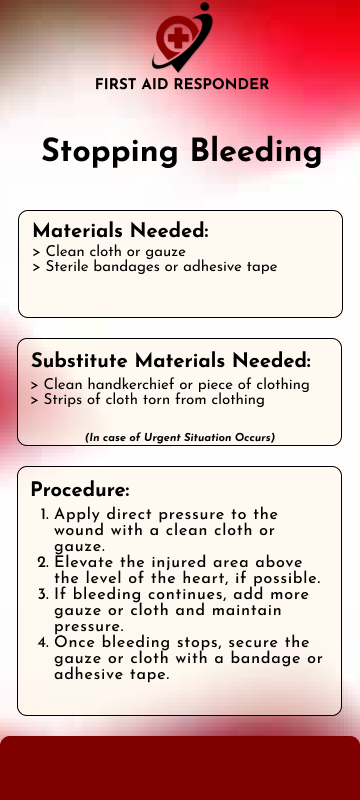 FIRST AID RESPONDER
Stopping Bleeding
Materials Needed:
> Clean cloth or gauze
> Sterile bandages or adhesive tape
Substitute Materials Needed:
> Clean handkerchief or piece of clothing
> Strips of cloth torn from clothing
(In case of Urgent Situation Occurs)
Procedure:
1. Apply direct pressure to the
wound with a clean cloth or
gauze.
2. Elevate the injured area above
the level of the heart, if possible.
3. If bleeding continues, add more
gauze or cloth and maintain
pressure.
4. Once bleeding stops, secure the
gauze or cloth with a bandage or
adhesive tape.